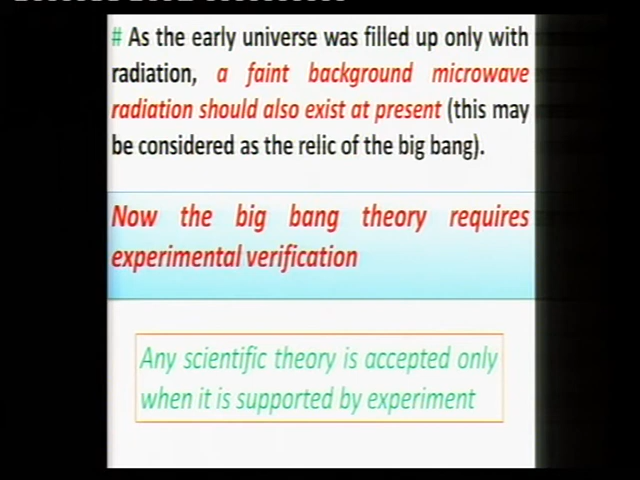 # As the early universe was filled up only with
radiation, a faint background microwave
radiation should also exist at present (this may
be considered as the relic of the big bang).
Now the big bang theory requires
experimental verification
Any scientific theory is accepted only
when it is supported by experiment